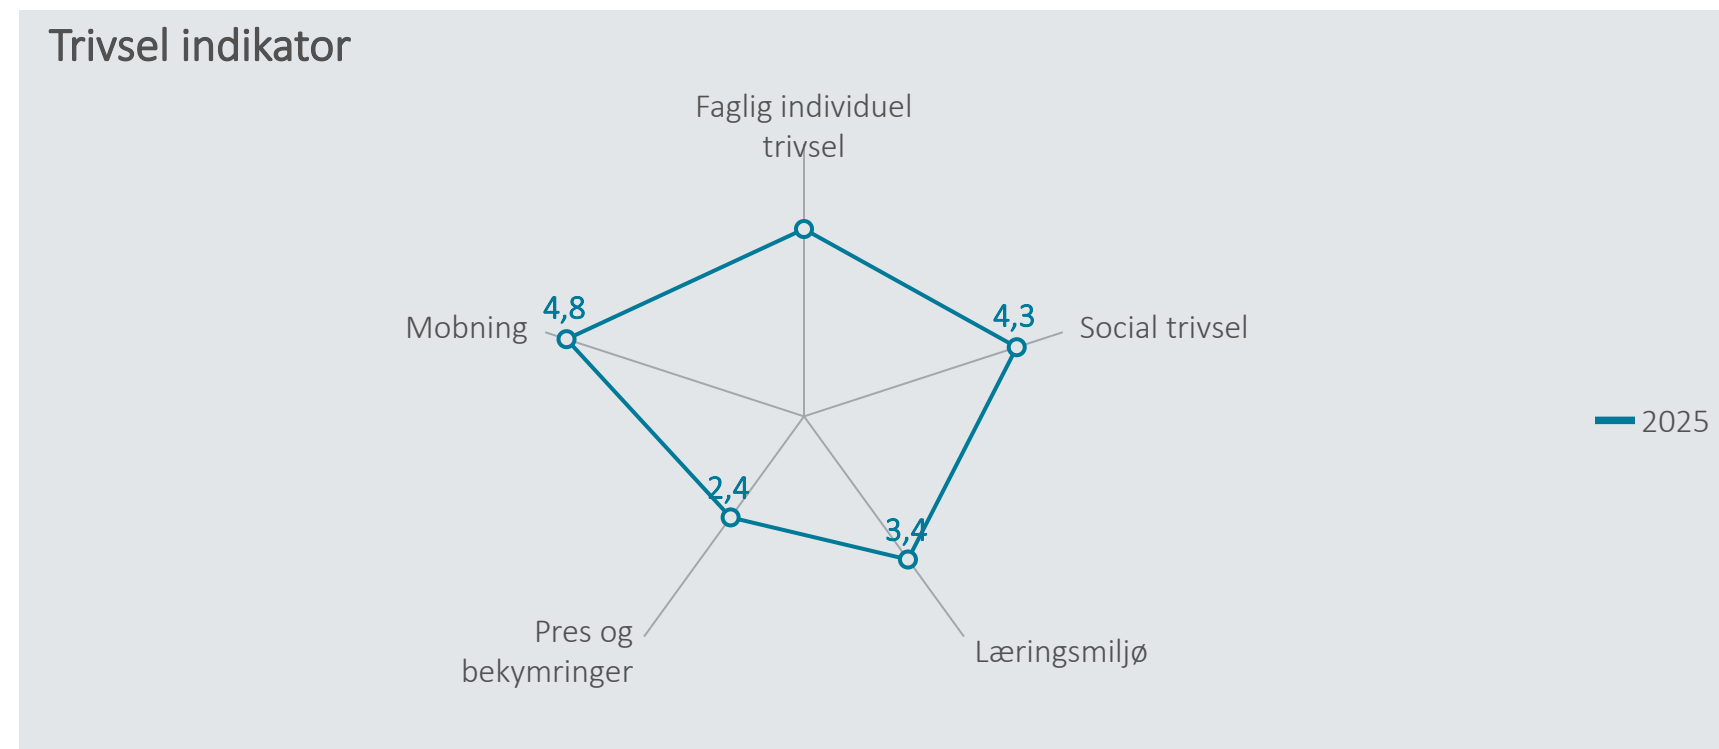 Trivsel indikator
Faglig individuel
trivsel
4,8
4,3
Mobning
Social trivsel
2025
2,4
3,4
Pres og
bekymringer
Læringsmiljø